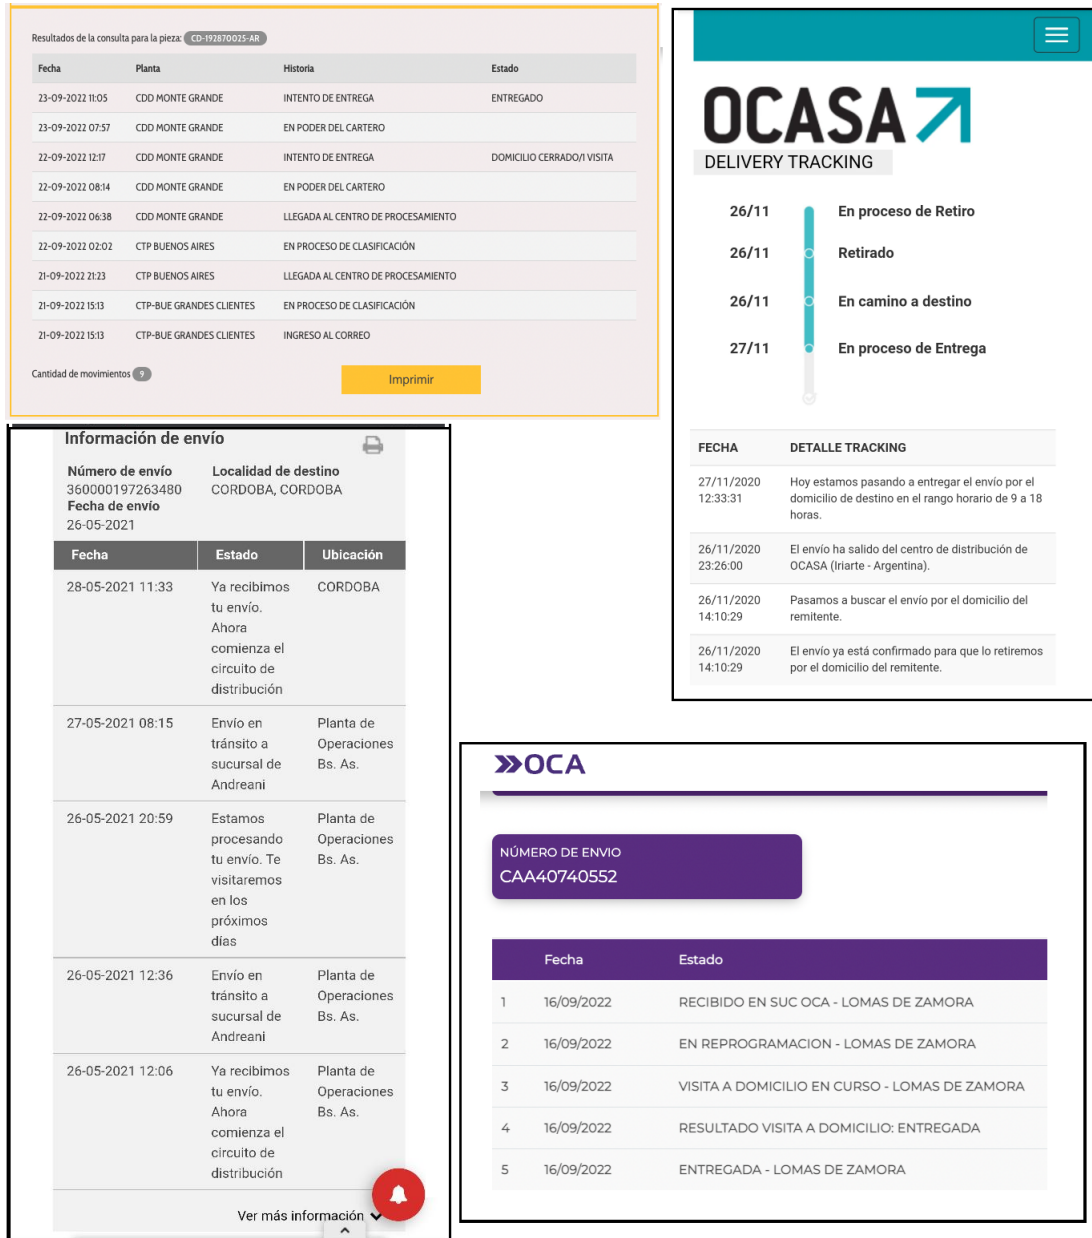 Resultados de la consulta para la pieza: CD-192870025-AR
Fecha Planta Historia Estado
23-09-2022 11:05 CDD MONTE GRANDE INTENTO DE ENTREGA ENTREGADO
23-09-2022 07:57 CDD MONTE GRANDE EN PODER DEL CARTERO
22-09-2022 12:17 CDD MONTE GRANDE INTENTO DE ENTREGA DOMICILIO CERRADO/1 VISITA
22-09-2022 08:14 CDD MONTE GRANDE EN PODER DEL CARTERO
22-09-2022 06:38 CDD MONTE GRANDE LLEGADA AL CENTRO DE PROCESAMIENTO
22-09-2022 02:02 CTP BUENOS AIRES EN PROCESO DE CLASIFICACIÓN
21-09-2022 21:23 CTP BUENOS AIRES LLEGADA AL CENTRO DE PROCESAMIENTO
21-09-2022 15:13 CTP-BUE GRANDES CLIENTES EN PROCESO DE CLASIFICACIÓN
21-09-2022 15:13 CTP-BUE GRANDES CLIENTES INGRESO AL CORREO
Cantidad de movimientos 9
Imprimir
OCASA
DELIVERY TRACKING
26/11 En proceso de Retiro
26/11 Retirado
26/11 En camino a destino
27/11 En proceso de Entrega
FECHA DETALLE TRACKING
27/11/2020 Hoy estamos pasando a entregar el envío por el
12:33:31 domicilio de destino en el rango horario de 9 a 18
horas.
26/11/2020 El envío ha salido del centro de distribución de
23:26:00 OCASA (Iriarte - Argentina).
26/11/2020 Pasamos a buscar el envío por el domicilio del
14:10:29 remitente.
26/11/2020 El envío ya está confirmado para que lo retiremos
14:10:29 por el domicilio del remitente.
Información de envío
Número de envío Localidad de destino
360000197263480 CORDOBA, CORDOBA
Fecha de envío
26-05-2021
Fecha Estado Ubicación
28-05-2021 11:33 Ya recibimos CORDOBA
tu envío.
Ahora
comienza el
circuito de
distribución
27-05-2021 08:15 Envío en Planta de
tránsito a Operaciones
sucursal de Bs. As.
Andreani
26-05-2021 20:59 Estamos Planta de
procesando Operaciones
tu envío. Te Bs. As.
visitaremos
en los
próximos
días
26-05-2021 12:36 Envío en Planta de
tránsito a Operaciones
sucursal de Bs. As.
Andreani
26-05-2021 12:06 Ya recibimos Planta de
tu envío. Operaciones
Ahora Bs. As.
comienza el
circuito de
distribución
Ver más información
OCA
NÚMERO DE ENVIO
CAA40740552
Fecha Estado
1 16/09/2022 RECIBIDO EN SUC OCA - LOMAS DE ZAMORA
2 16/09/2022 EN REPROGRAMACION - LOMAS DE ZAMORA
3 16/09/2022 VISITA A DOMICILIO EN CURSO - LOMAS DE ZAMORA
4 16/09/2022 RESULTADO VISITA A DOMICILIO: ENTREGADA
5 16/09/2022 ENTREGADA - LOMAS DE ZAMORA